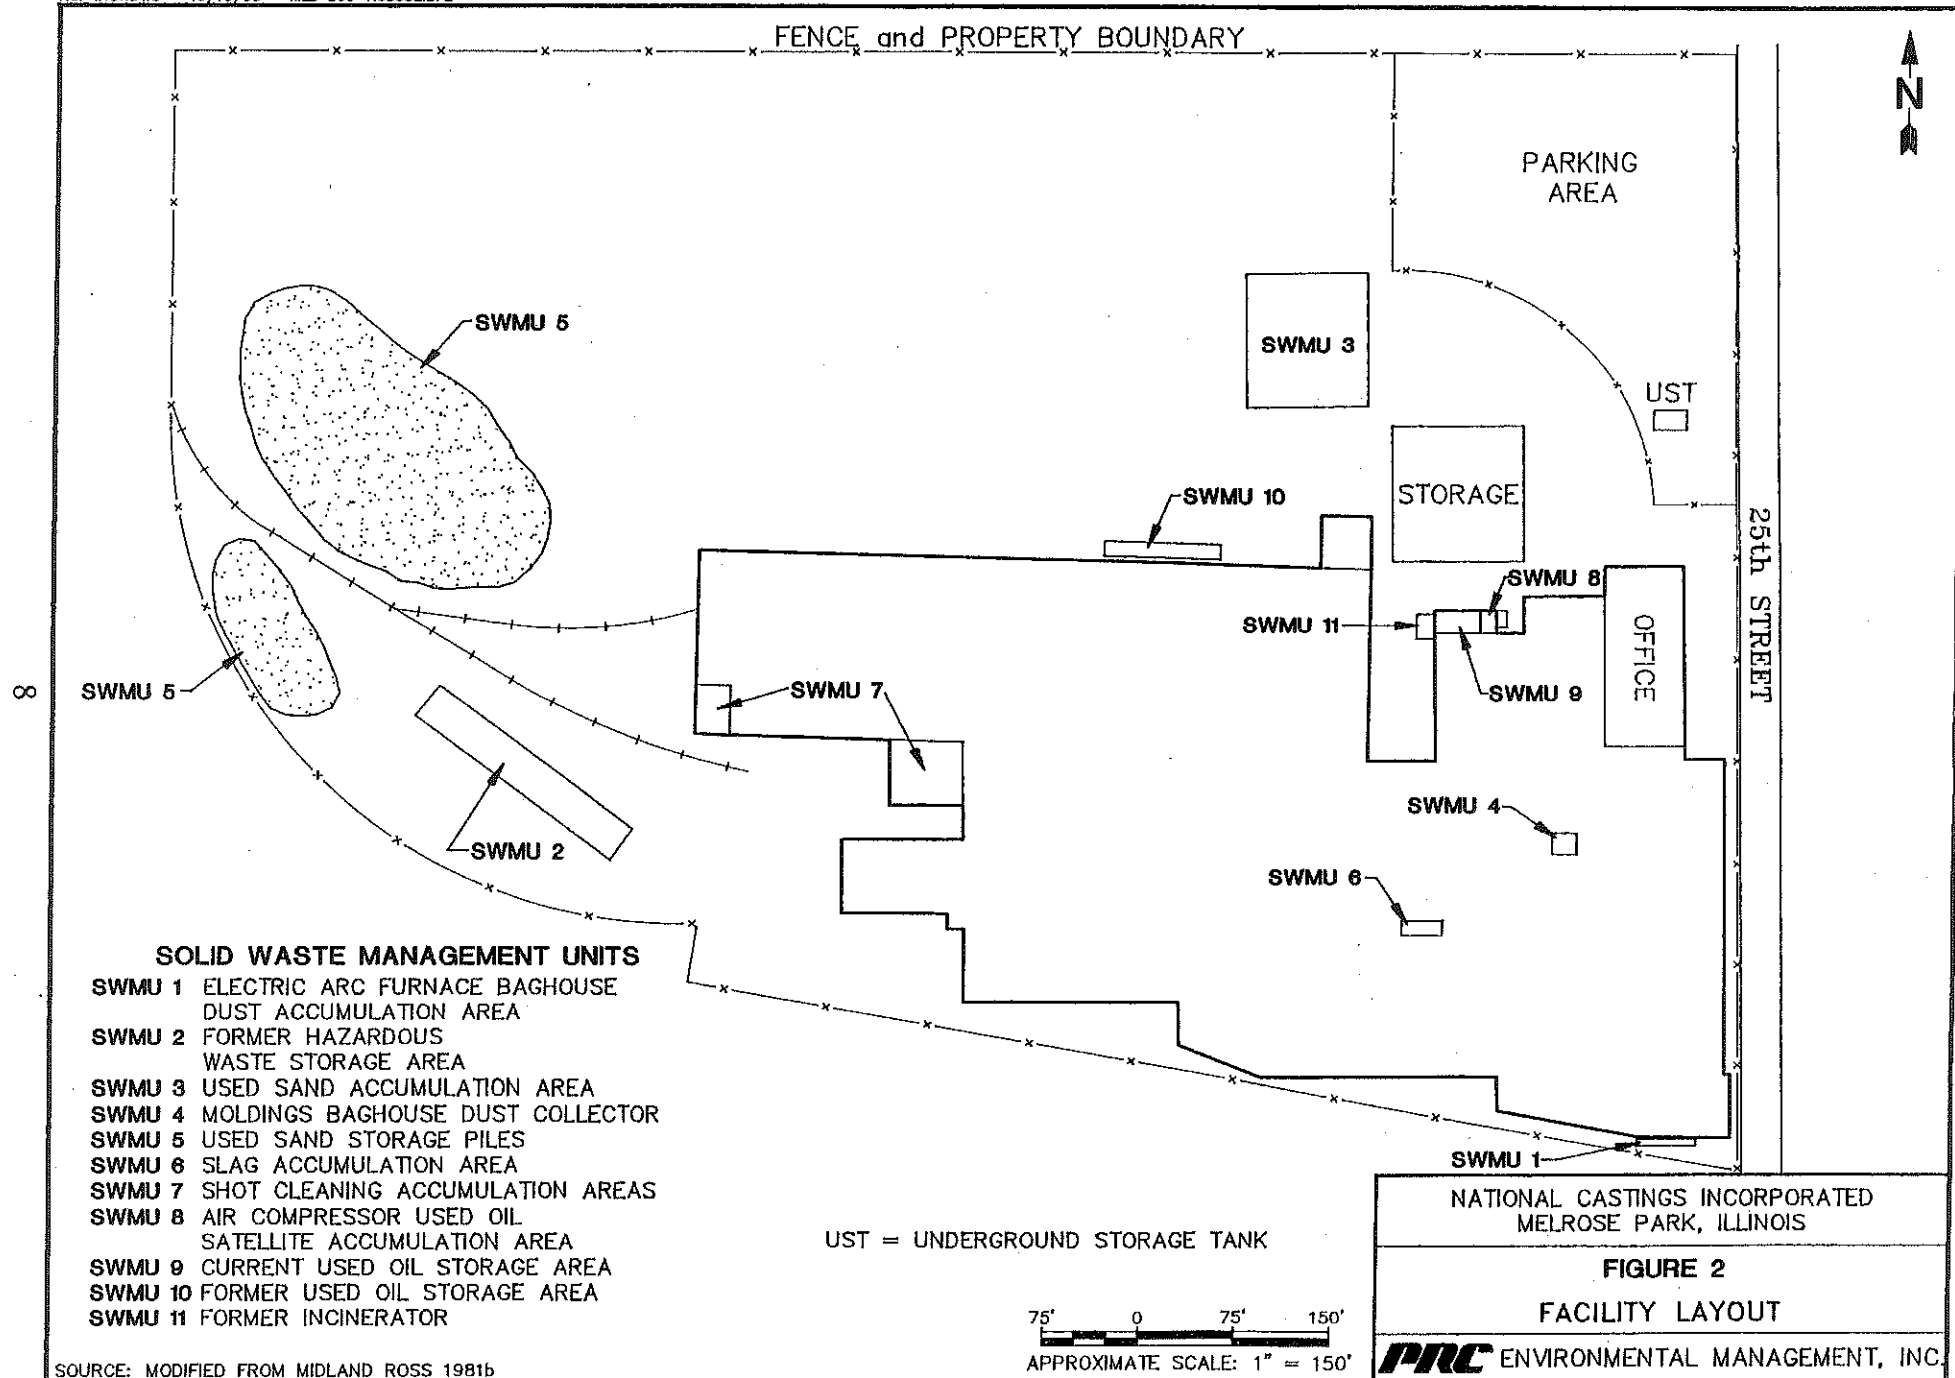 FENCE and PROPERTY BOUNDARY
N
PARKING
AREA
SWMU 5
SWMU 3
UST
STORAGE
SWMU 10
25th STREET
SWMU 8
SWMU 11
OFFICE
SWMU 9
SWMU 7
SWMU 5
8
SWMU 4
SWMU 2
SWMU 6
SOLID WASTE MANAGEMENT UNITS
SWMU 1 ELECTRIC ARC FURNACE BAGHOUSE
DUST ACCUMULATION AREA
SWMU 2 FORMER HAZARDOUS
WASTE STORAGE AREA
SWMU 3 USED SAND ACCUMULATION AREA
SWMU 4 MOLDINGS BAGHOUSE DUST COLLECTOR
SWMU 5 USED SAND STORAGE PILES
SWMU 6 SLAG ACCUMULATION AREA
SWMU 7 SHOT CLEANING ACCUMULATION AREAS
SWMU 8 AIR COMPRESSOR USED OIL
SATELLITE ACCUMULATION AREA
SWMU 9 CURRENT USED OIL STORAGE AREA
SWMU 10 FORMER USED OIL STORAGE AREA
SWMU 11 FORMER INCINERATOR
SWMU 1
UST = UNDERGROUND STORAGE TANK
75' 0 75' 150'
APPROXIMATE SCALE: 1" = 150'
NATIONAL CASTINGS INCORPORATED
MELROSE PARK, ILLINOIS
FIGURE 2
FACILITY LAYOUT
PRC ENVIRONMENTAL MANAGEMENT, INC.
SOURCE: MODIFIED FROM MIDLAND ROSS 1981b